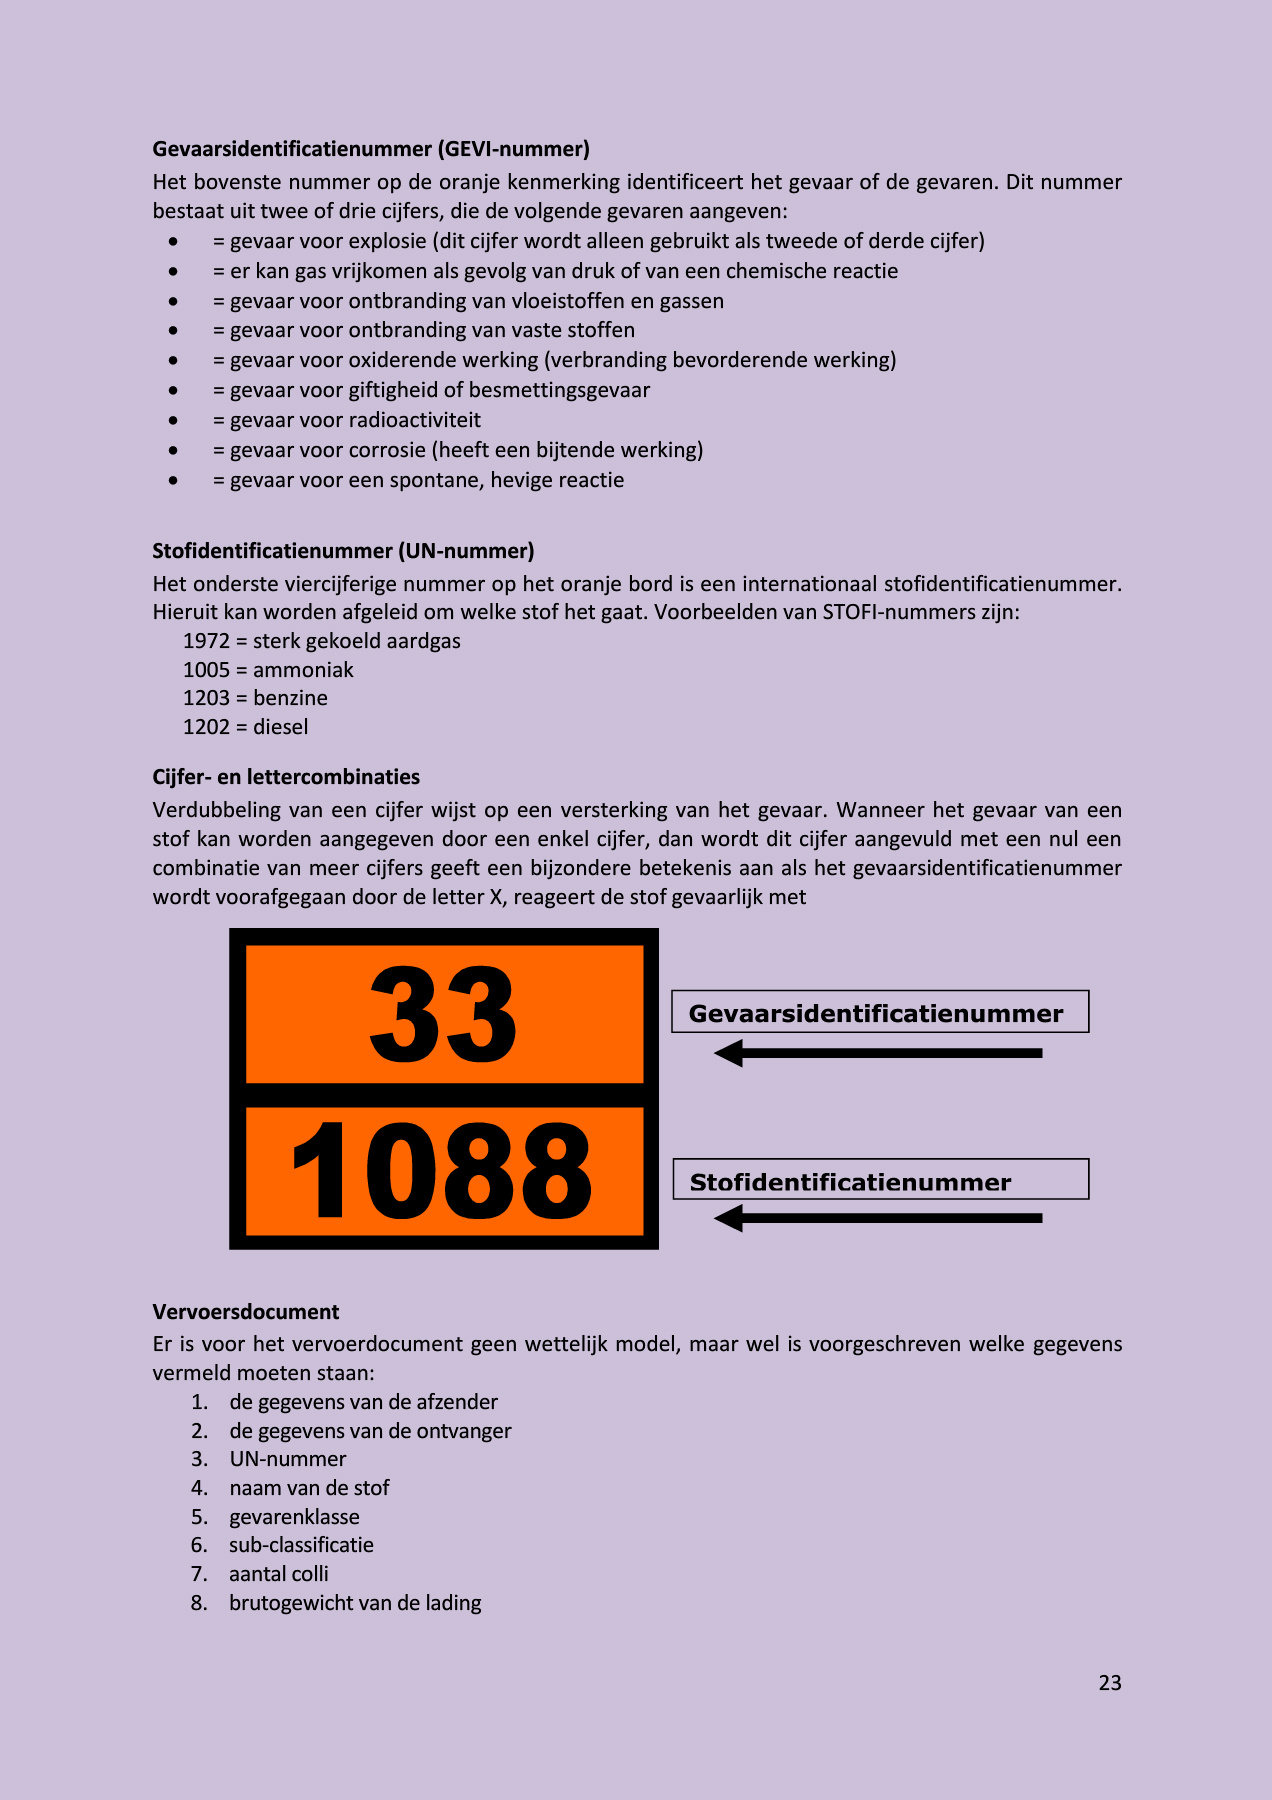 Gevaarsidentificatienummer (GEVI-nummer)
Het bovenste nummer op de oranje kenmerking identificeert het gevaar of de gevaren. Dit nummer
bestaat uit twee of drie cijfers, die de volgende gevaren aangeven:
• = gevaar voor explosie (dit cijfer wordt alleen gebruikt als tweede of derde cijfer)
• = er kan gas vrijkomen als gevolg van druk of van een chemische reactie
• = gevaar voor ontbranding van vloeistoffen en gassen
• = gevaar voor ontbranding van vaste stoffen
• = gevaar voor oxiderende werking (verbranding bevorderende werking)
• = gevaar voor giftigheid of besmettingsgevaar
• = gevaar voor radioactiviteit
• = gevaar voor corrosie (heeft een bijtende werking)
• = gevaar voor een spontane, hevige reactie
Stofidentificatienummer (UN-nummer)
Het onderste viercijferige nummer op het oranje bord is een internationaal stofidentificatienummer.
Hieruit kan worden afgeleid om welke stof het gaat. Voorbeelden van STOFI-nummers zijn:
1972 = sterk gekoeld aardgas
1005 = ammoniak
1203 = benzine
1202 = diesel
Cijfer- en lettercombinaties
Verdubbeling van een cijfer wijst op een versterking van het gevaar. Wanneer het gevaar van een
stof kan worden aangegeven door een enkel cijfer, dan wordt dit cijfer aangevuld met een nul een
combinatie van meer cijfers geeft een bijzondere betekenis aan als het gevaarsidentificatienummer
wordt voorafgegaan door de letter X, reageert de stof gevaarlijk met
33
Gevaarsidentificatienummer
1088
Stofidentificatienummer
Vervoersdocument
Er is voor het vervoerdocument geen wettelijk model, maar wel is voorgeschreven welke gegevens
vermeld moeten staan:
1. de gegevens van de afzender
2. de gegevens van de ontvanger
3. UN-nummer
4. naam van de stof
5. gevarenklasse
6. sub-classificatie
7. aantal colli
8. brutogewicht van de lading
23